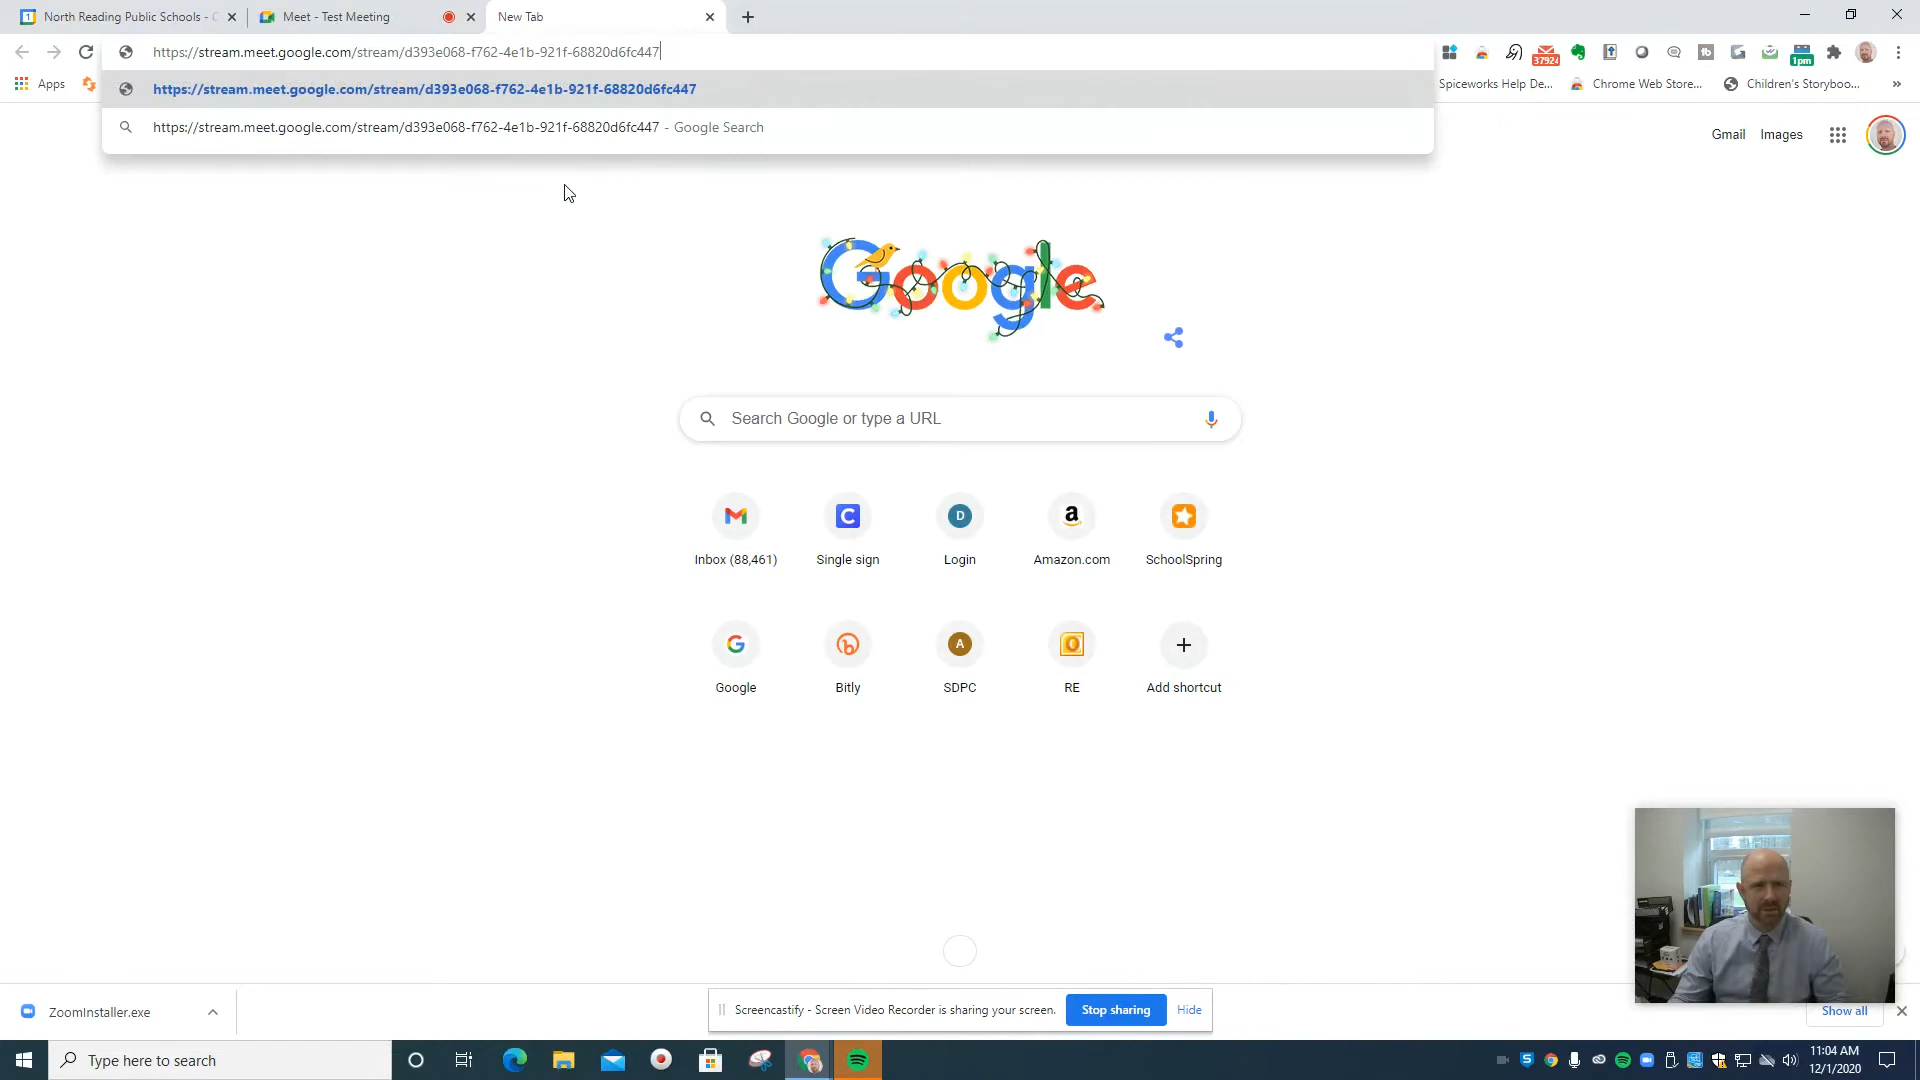 North Reading Public Schools - C
Meet - Test Meeting
New Tab
https://stream.meet.google.com/stream/d393e068-f762-4e1b-921f-68820d6fc447
37924
1pm
Apps
https://stream.meet.google.com/stream/d393e068-f762-4e1b-921f-68820d6fc447
Spiceworks Help De...
Chrome Web Store...
Children's Storyboo...
»
https://stream.meet.google.com/stream/d393e068-f762-4e1b-921f-68820d6fc447 - Google Search
Gmail
Images
Google
Search Google or type a URL
Inbox (88,461)
Single sign
Login
Amazon.com
SchoolSpring
Google
Bitly
SDPC
RE
Add shortcut
ZoomInstaller.exe
Screencastify - Screen Video Recorder is sharing your screen.
Stop sharing
Hide
Show all
Type here to search
11:04 AM
12/1/2020